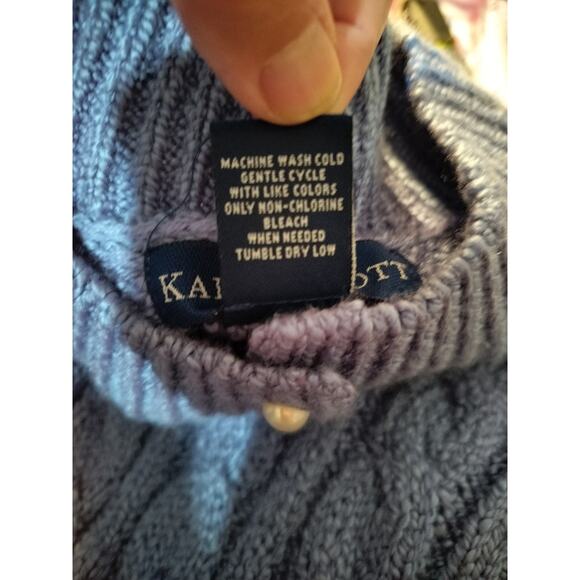 MACHINE WASH COLD
GENTLE CYCLE
WITH LIKE COLORS
ONLY NON-CHLORINE
BLEACH
WHEN NEEDED
TUMBLE DRY LOW